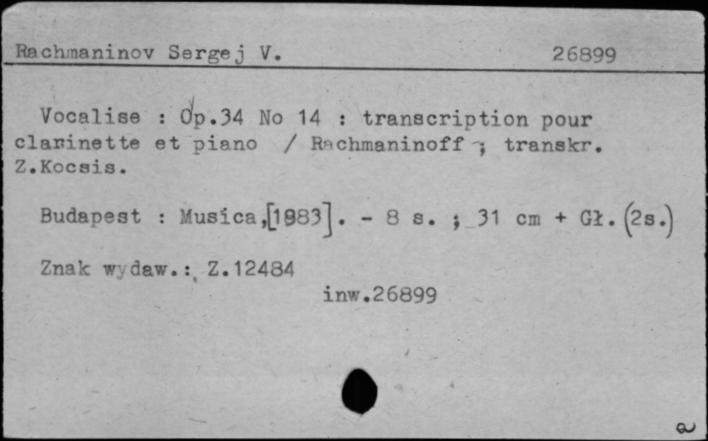 Rachmaninov Sergej V. 26899
Vocalise : Op.34 No 14 : transcription pour
clarinette et piano / Rachmaninoff ; transkr.
Z.Kocsis.
Budapest : Musica,[1983]. - 8 s. ; 31 cm + Gł.(2s.)
Znak wydaw.: Z.12484
inw.26899